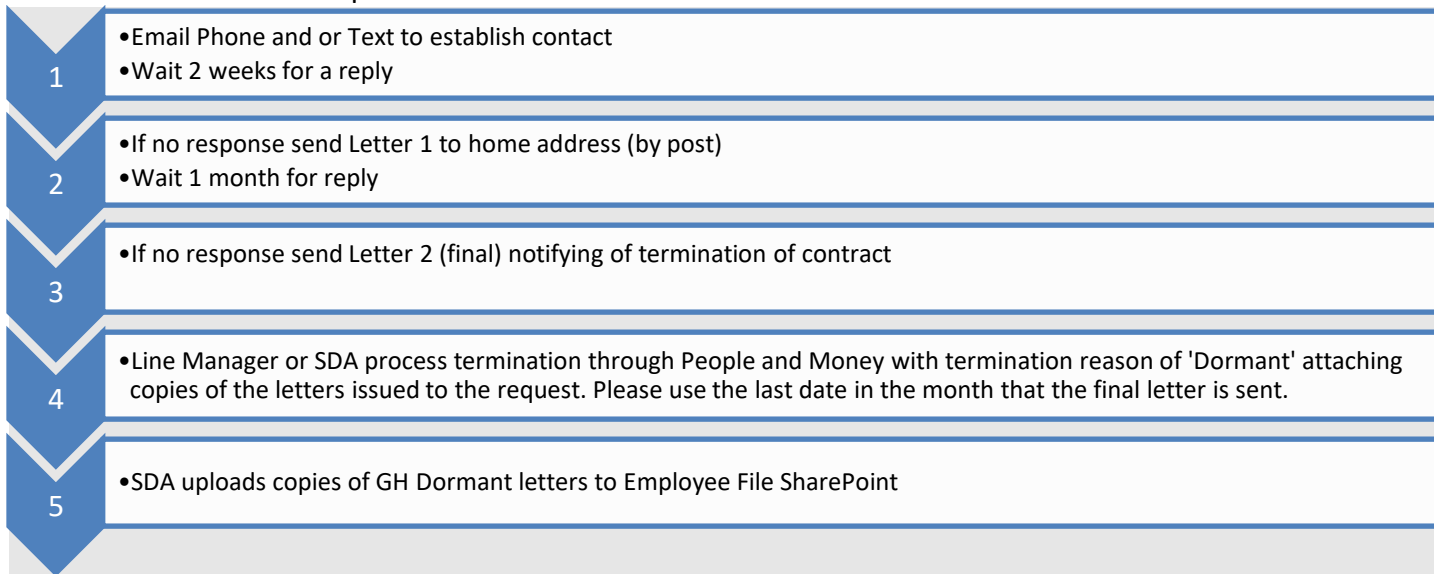 1
•Email Phone and or Text to establish contact
•Wait 2 weeks for a reply
2
•If no response send Letter 1 to home address (by post)
•Wait 1 month for reply
3
•If no response send Letter 2 (final) notifying of termination of contract
4
•Line Manager or SDA process termination through People and Money with termination reason of 'Dormant' attaching
copies of the letters issued to the request. Please use the last date in the month that the final letter is sent.
5
•SDA uploads copies of GH Dormant letters to Employee File SharePoint